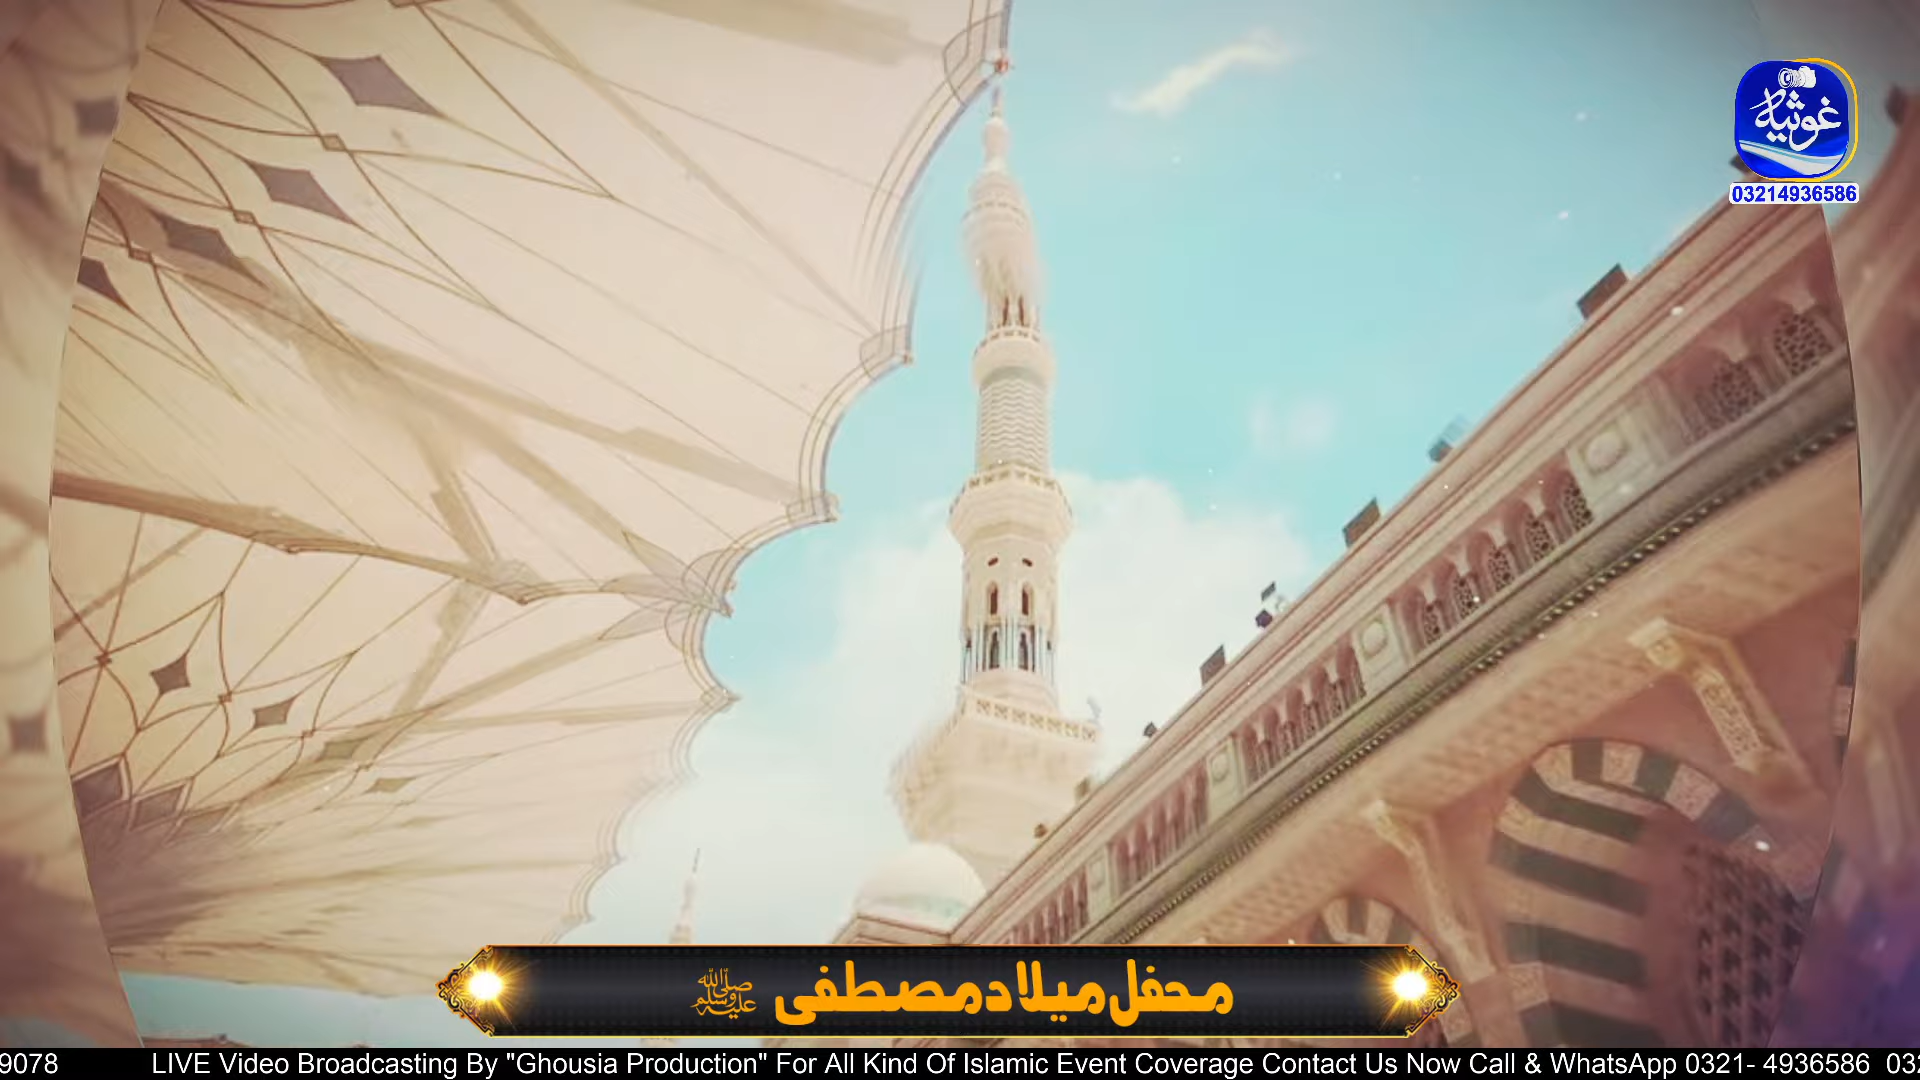 غوثیہ
03214936586
محفل میلاد مصطفی ﷺ
9078 LIVE Video Broadcasting By "Ghousia Production" For All Kind Of Islamic Event Coverage Contact Us Now Call & WhatsApp 0321- 4936586 03